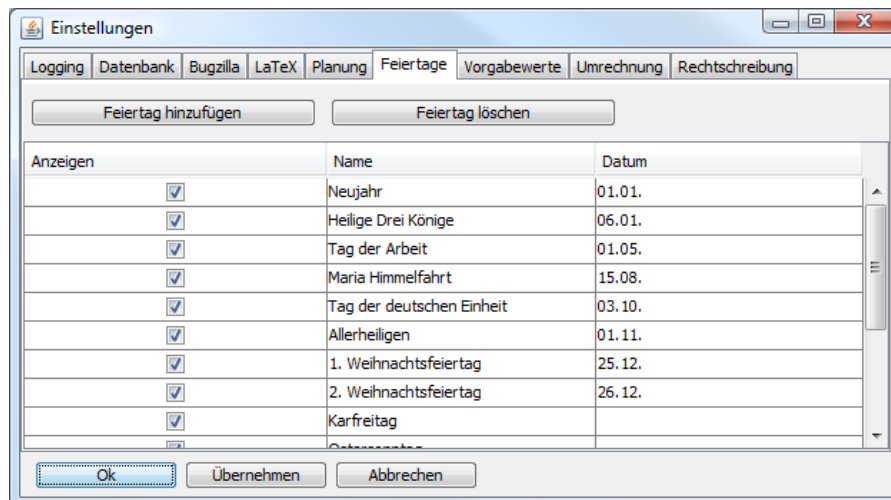 Einstellungen
Logging Datenbank Bugzilla LaTeX Planung Feiertage Vorgabewerte Umrechnung Rechtschreibung
Feiertag hinzufügen Feiertag löschen
Anzeigen Name Datum
Neujahr 01.01.
Heilige Drei Könige 06.01.
Tag der Arbeit 01.05.
Maria Himmelfahrt 15.08.
Tag der deutschen Einheit 03.10.
Allerheiligen 01.11.
1. Weihnachtsfeiertag 25.12.
2. Weihnachtsfeiertag 26.12.
Karfreitag
Ok Übernehmen Abbrechen